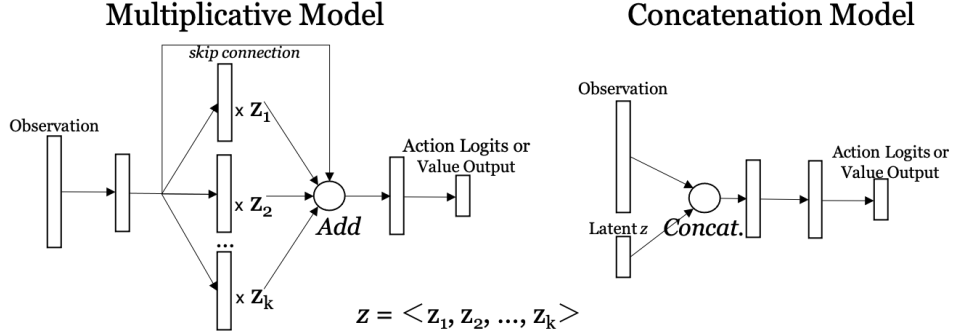 Multiplicative Model
skip connection
Observation
x z₁
x z₂
...
x zₖ
Add
Action Logits or
Value Output
Concatenation Model
Observation
Latent z
Concat.
Action Logits or
Value Output
z = <z₁, z₂, ..., zₖ>